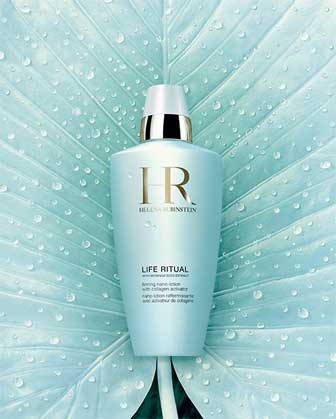 HR
HELENA RUBINSTEIN
LIFE RITUAL
firming nano-lotion
with collagen activator
nano-lotion raffermissante
avec activateur de collagène